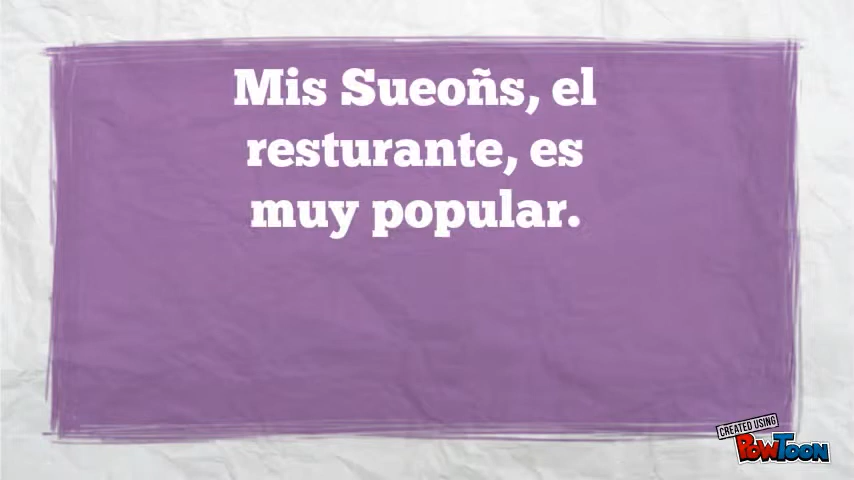 Mis Sueoñs, el
resturante, es
muy popular.
CREATED USING
POWTOON